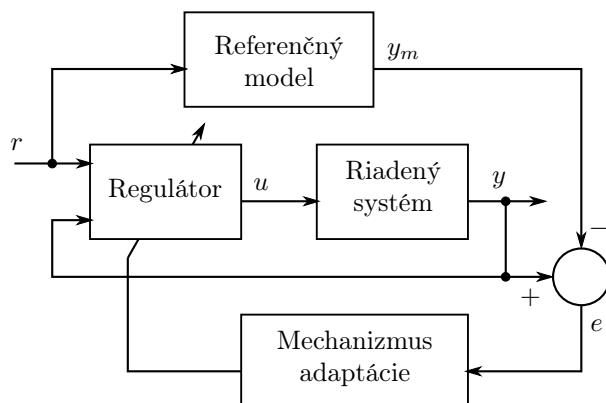 Referenčný
model
y_m
r
Regulátor
u
Riadený
systém
y
−
+
e
Mechanizmus
adaptácie